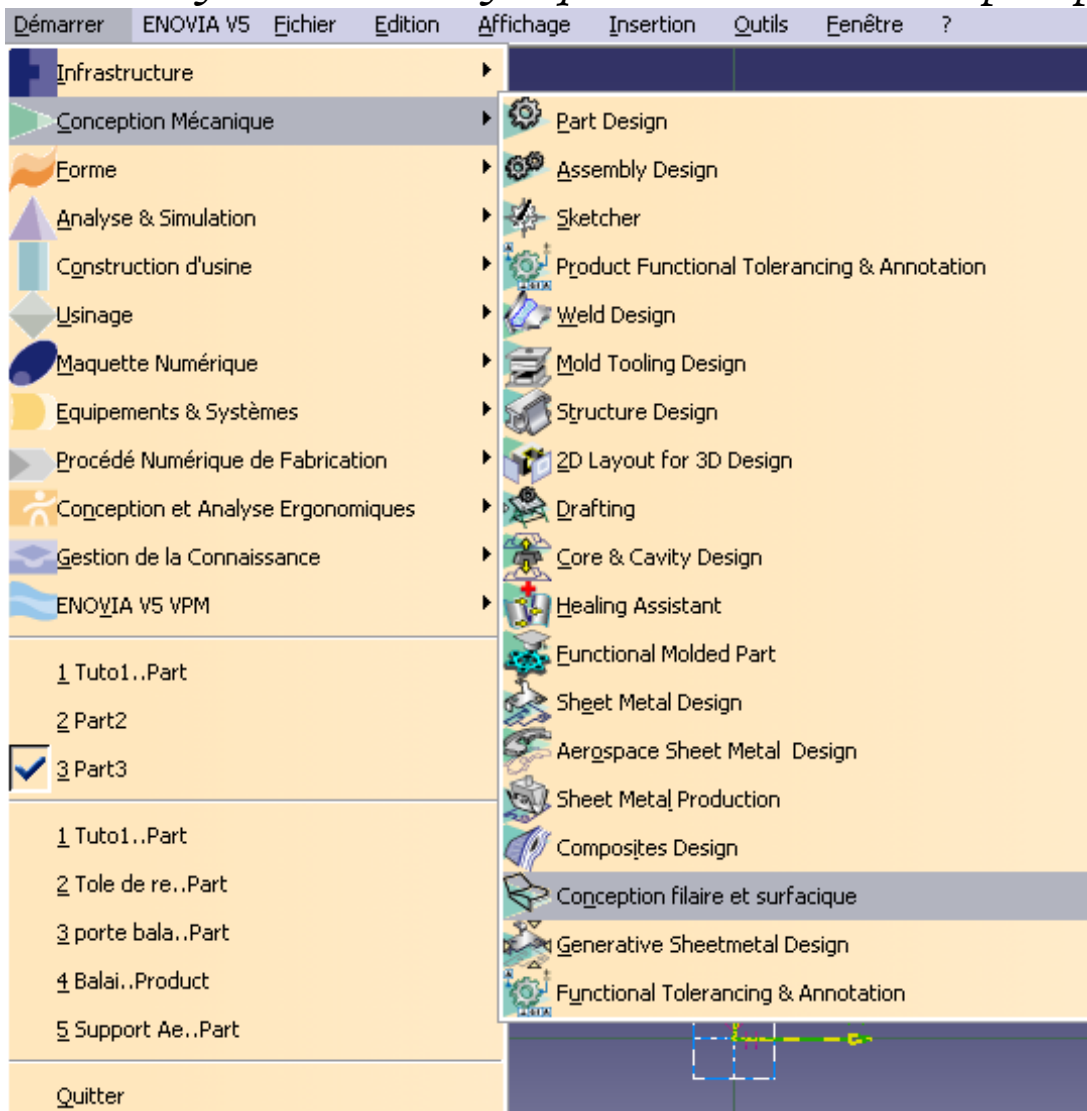 Démarrer ENOVIA V5 Fichier Edition Affichage Insertion Outils Fenêtre ?
Infrastructure
Conception Mécanique
Forme
Analyse & Simulation
Construction d'usine
Usinage
Maquette Numérique
Equipements & Systèmes
Procédé Numérique de Fabrication
Conception et Analyse Ergonomiques
Gestion de la Connaissance
ENOVIA V5 VPM
1 Tuto1..Part
2 Part2
3 Part3
1 Tuto1..Part
2 Tole de re..Part
3 porte bala..Part
4 Balai..Product
5 Support Ae..Part
Quitter
Part Design
Assembly Design
Sketcher
Product Functional Tolerancing & Annotation
Weld Design
Mold Tooling Design
Structure Design
2D Layout for 3D Design
Drafting
Core & Cavity Design
Healing Assistant
Functional Molded Part
Sheet Metal Design
Aerospace Sheet Metal Design
Sheet Metal Production
Composites Design
Conception filaire et surfacique
Generative Sheetmetal Design
Functional Tolerancing & Annotation